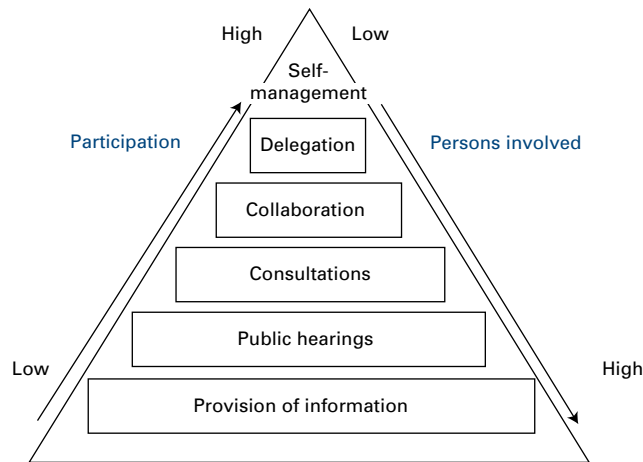 High
Low
Self-
management
Participation
Persons involved
Delegation
Collaboration
Consultations
Public hearings
Low
High
Provision of information